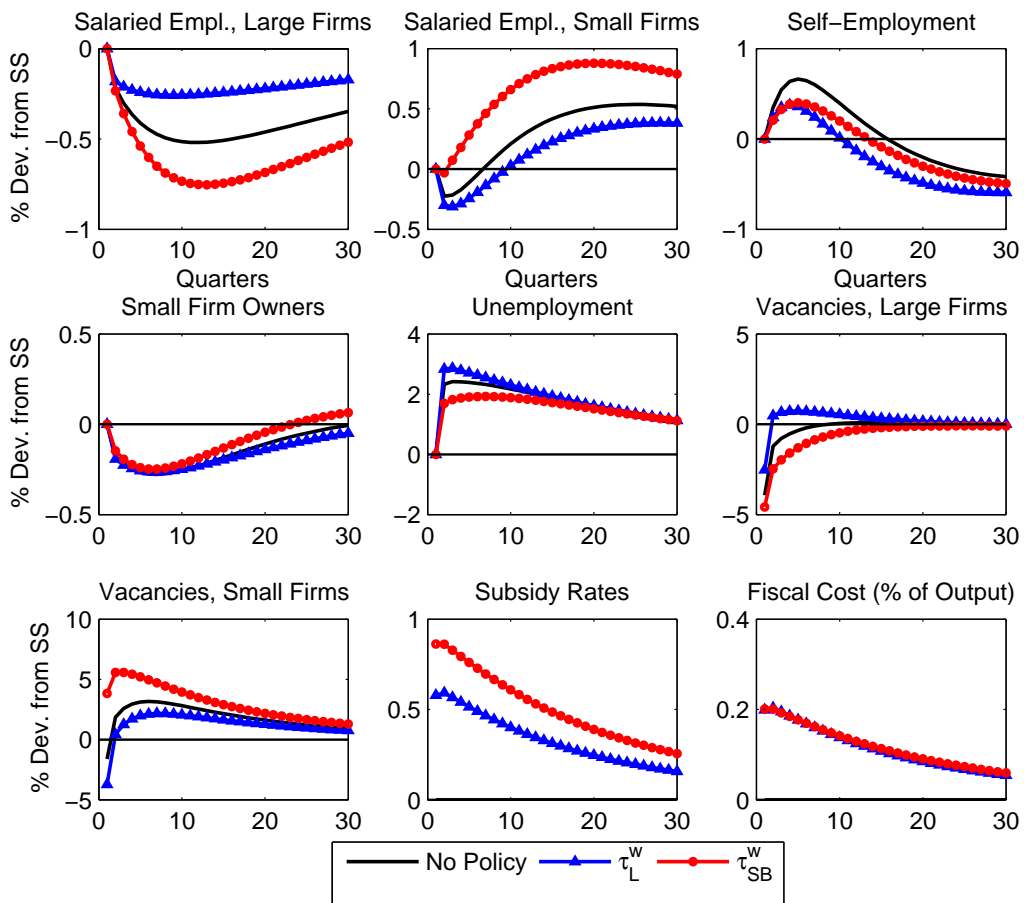 Salaried Empl., Large Firms
Salaried Empl., Small Firms
Self−Employment
% Dev. from SS
0
−0.5
−1
0 10 20 30
Quarters
1
0.5
0
−0.5
0 10 20 30
Quarters
1
0
−1
0 10 20 30
Quarters
Small Firm Owners
Unemployment
Vacancies, Large Firms
% Dev. from SS
0.5
0
−0.5
0 10 20 30
4
2
0
−2
0 10 20 30
5
0
−5
0 10 20 30
Vacancies, Small Firms
Subsidy Rates
Fiscal Cost (% of Output)
% Dev. from SS
10
5
0
−5
0 10 20 30
1
0.5
0
0 10 20 30
0.4
0.2
0
0 10 20 30
No Policy τ_L^w τ_SB^w